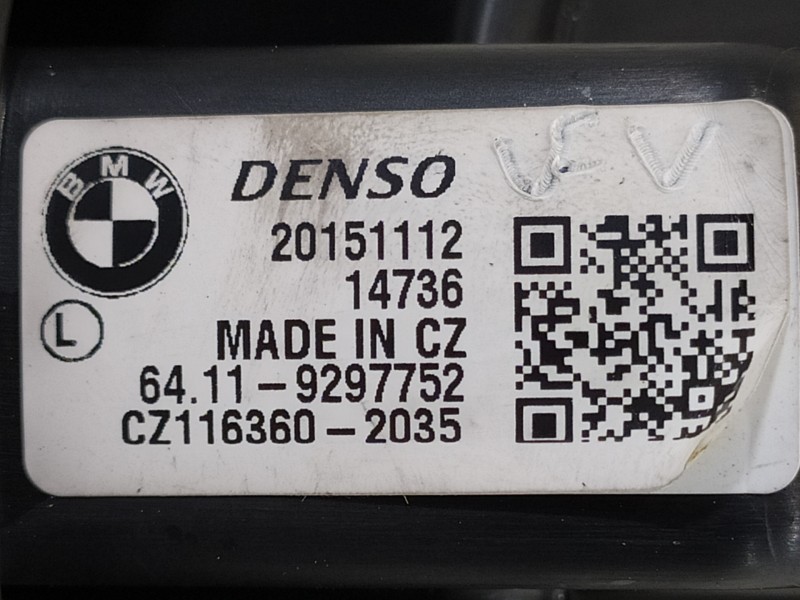 BMW
DENSO
20151112
14736
L
MADE IN CZ
64.11-9297752
CZ116360-2035